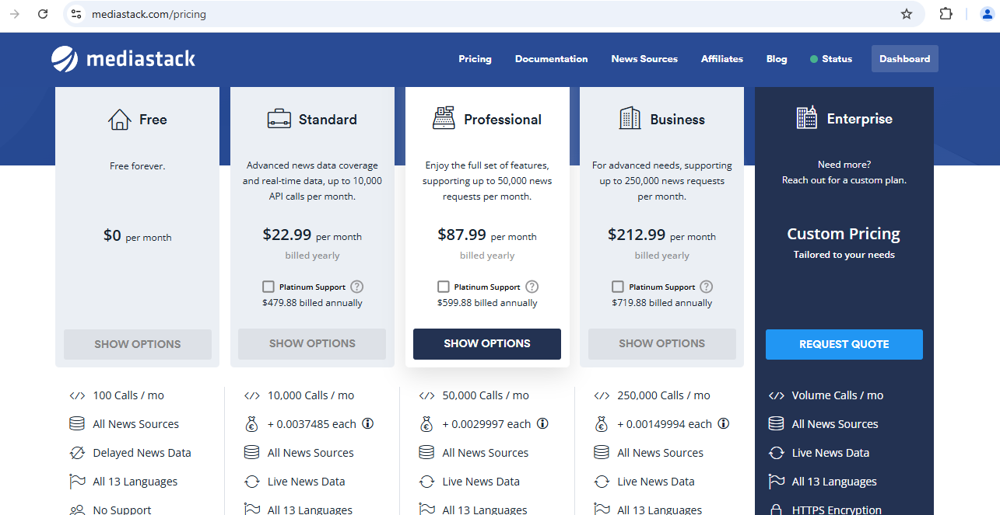 mediastack.com/pricing
mediastack
Pricing
Documentation
News Sources
Affiliates
Blog
Status
Dashboard
Free
Free forever.
$0 per month
SHOW OPTIONS
100 Calls / mo
All News Sources
Delayed News Data
All 13 Languages
No Support
Standard
Advanced news data coverage
and real-time data, up to 10,000
API calls per month.
$22.99 per month
billed yearly
Platinum Support ?
$479.88 billed annually
SHOW OPTIONS
10,000 Calls / mo
+ 0.0037485 each
All News Sources
Live News Data
All 13 Languages
Professional
Enjoy the full set of features,
supporting up to 50,000 news
requests per month.
$87.99 per month
billed yearly
Platinum Support ?
$599.88 billed annually
SHOW OPTIONS
50,000 Calls / mo
+ 0.0029997 each
All News Sources
Live News Data
All 13 Languages
Business
For advanced needs, supporting
up to 250,000 news requests
per month.
$212.99 per month
billed yearly
Platinum Support ?
$719.88 billed annually
SHOW OPTIONS
250,000 Calls / mo
+ 0.00149994 each
All News Sources
Live News Data
All 13 Languages
Enterprise
Need more?
Reach out for a custom plan.
Custom Pricing
Tailored to your needs
REQUEST QUOTE
Volume Calls / mo
All News Sources
Live News Data
All 13 Languages
HTTPS Encryption